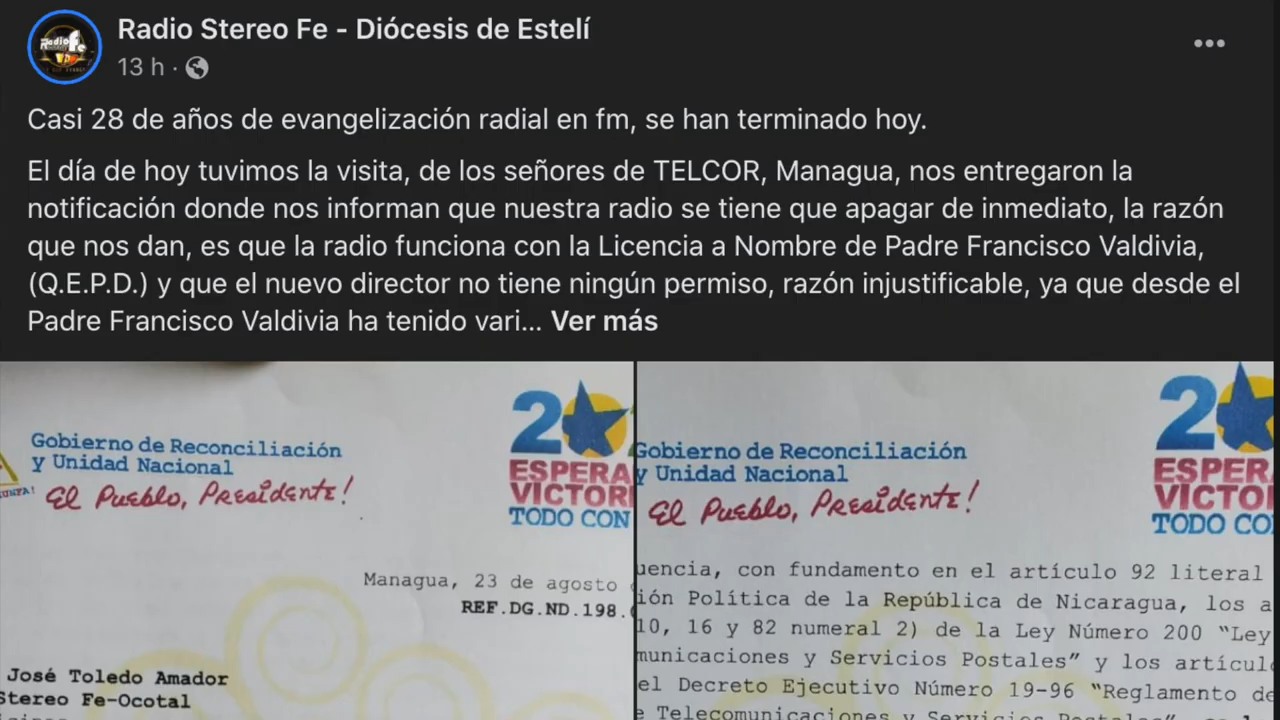 Radio Stereo Fe - Diócesis de Estelí
13 h ·
Casi 28 de años de evangelización radial en fm, se han terminado hoy.
El día de hoy tuvimos la visita, de los señores de TELCOR, Managua, nos entregaron la
notificación donde nos informan que nuestra radio se tiene que apagar de inmediato, la razón
que nos dan, es que la radio funciona con la Licencia a Nombre de Padre Francisco Valdivia,
(Q.E.P.D.) y que el nuevo director no tiene ningún permiso, razón injustificable, ya que desde el
Padre Francisco Valdivia ha tenido vari... Ver más
Gobierno de Reconciliación
y Unidad Nacional
El Pueblo, Presidente!
20
ESPERA
VICTOR
TODO CON
Managua, 23 de agosto
REF.DG.ND.198.
José Toledo Amador
Stereo Fe-Ocotal
Gobierno de Reconciliación
y Unidad Nacional
El Pueblo, Presidente!
20
ESPER
VICTO
TODO CO
uencia, con fundamento en el artículo 92 literal
ión Política de la República de Nicaragua, los a
10, 16 y 82 numeral 2) de la Ley Número 200 "Ley
municaciones y Servicios Postales" y los artícul
el Decreto Ejecutivo Número 19-96 "Reglamento de
e Telecomunicaciones y Servicios Postales"